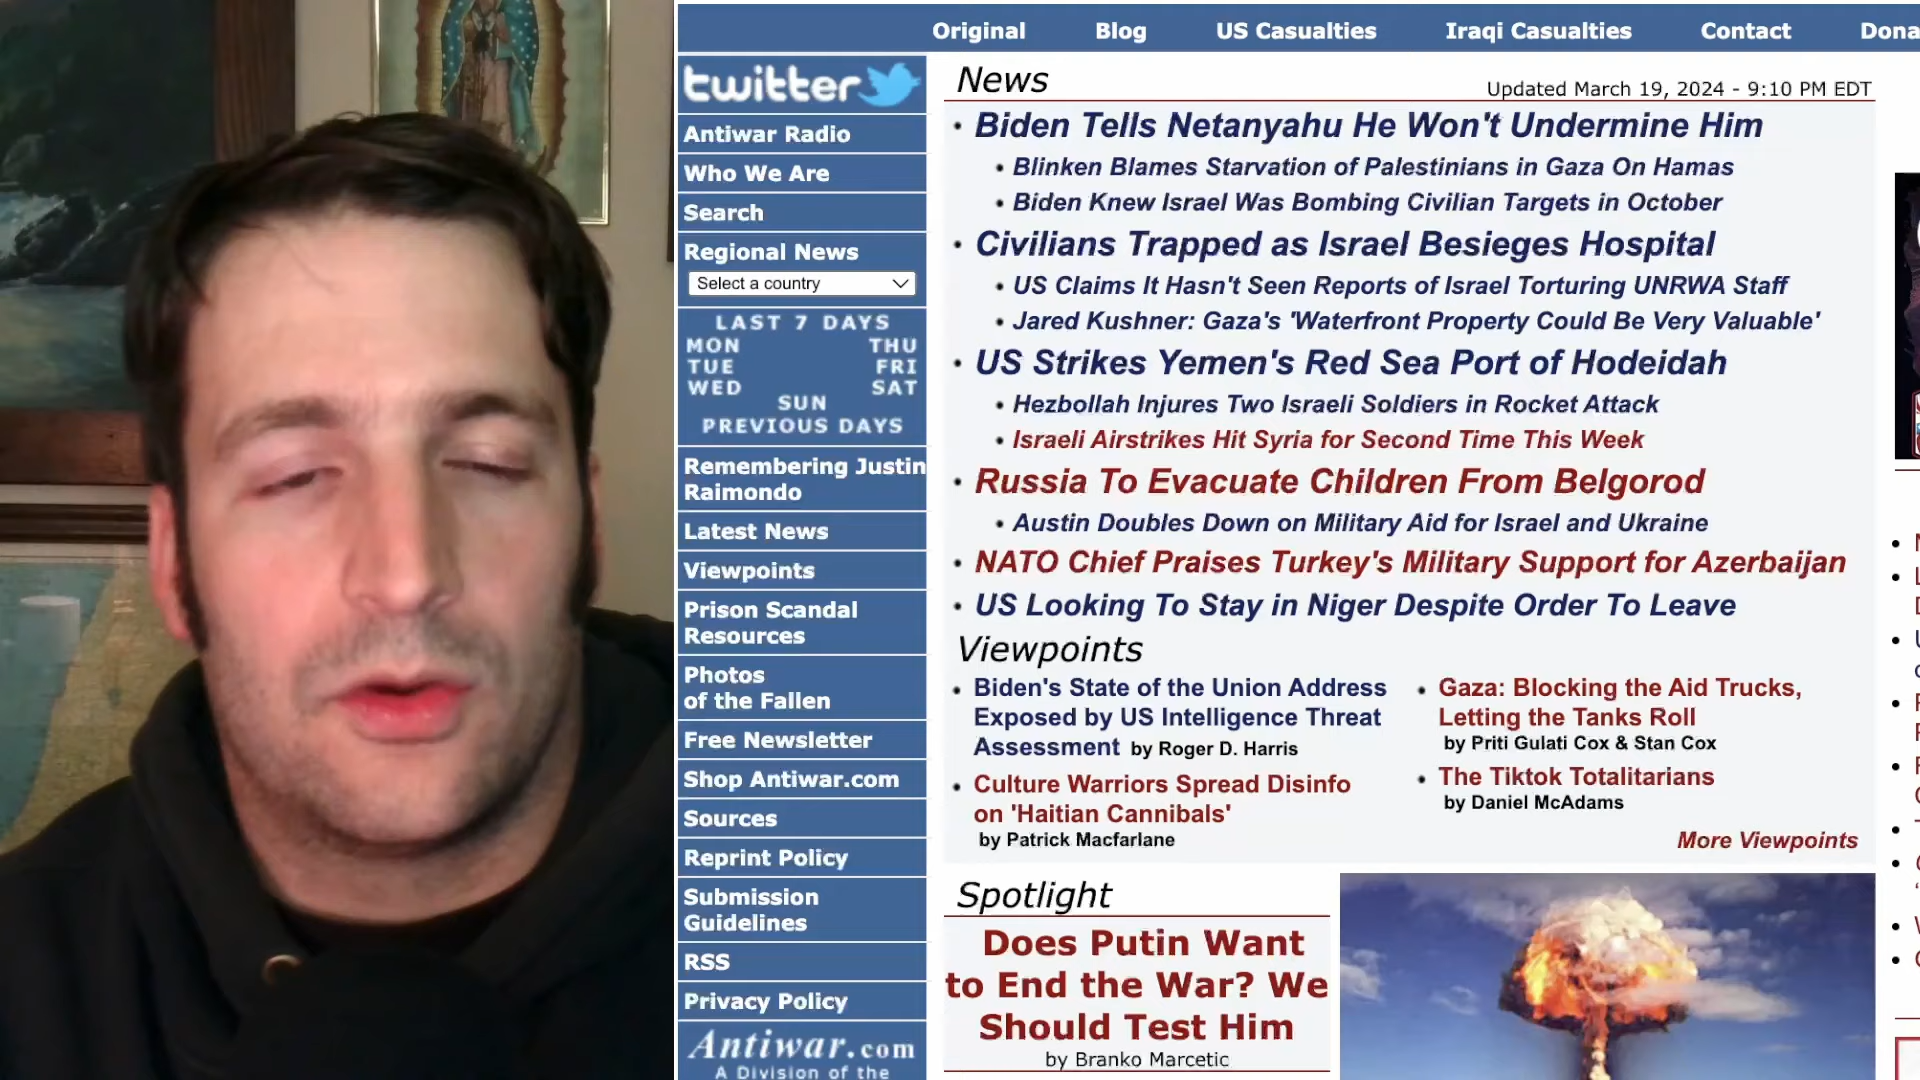 Original Blog US Casualties Iraqi Casualties Contact Dona
twitter
Antiwar Radio
Who We Are
Search
Regional News
Select a country
LAST 7 DAYS
MON THU
TUE FRI
WED SAT
SUN
PREVIOUS DAYS
Remembering Justin
Raimondo
Latest News
Viewpoints
Prison Scandal
Resources
Photos
of the Fallen
Free Newsletter
Shop Antiwar.com
Sources
Reprint Policy
Submission
Guidelines
RSS
Privacy Policy
Antiwar.com
A Division of the
News
Updated March 19, 2024 - 9:10 PM EDT
• Biden Tells Netanyahu He Won't Undermine Him
• Blinken Blames Starvation of Palestinians in Gaza On Hamas
• Biden Knew Israel Was Bombing Civilian Targets in October
• Civilians Trapped as Israel Besieges Hospital
• US Claims It Hasn't Seen Reports of Israel Torturing UNRWA Staff
• Jared Kushner: Gaza's 'Waterfront Property Could Be Very Valuable'
• US Strikes Yemen's Red Sea Port of Hodeidah
• Hezbollah Injures Two Israeli Soldiers in Rocket Attack
• Israeli Airstrikes Hit Syria for Second Time This Week
• Russia To Evacuate Children From Belgorod
• Austin Doubles Down on Military Aid for Israel and Ukraine
• NATO Chief Praises Turkey's Military Support for Azerbaijan
• US Looking To Stay in Niger Despite Order To Leave
Viewpoints
• Biden's State of the Union Address
Exposed by US Intelligence Threat
Assessment by Roger D. Harris
• Culture Warriors Spread Disinfo
on 'Haitian Cannibals'
by Patrick Macfarlane
• Gaza: Blocking the Aid Trucks,
Letting the Tanks Roll
by Priti Gulati Cox & Stan Cox
• The Tiktok Totalitarians
by Daniel McAdams
More Viewpoints
Spotlight
Does Putin Want
to End the War? We
Should Test Him
by Branko Marcetic